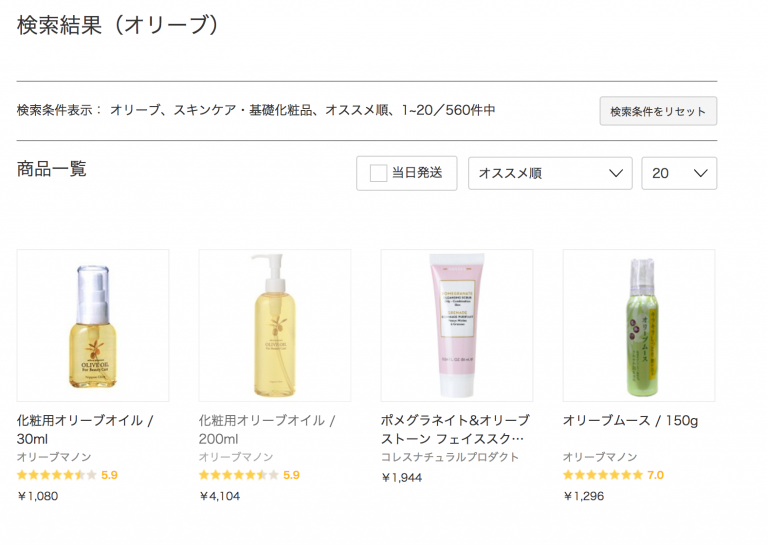 検索結果（オリーブ）
検索条件表示： オリーブ、スキンケア・基礎化粧品、オススメ順、1~20／560件中
検索条件をリセット
商品一覧
当日発送
オススメ順
20
OLIVE OIL
For Beauty Care
OLIVE OIL
オリーブムース
化粧用オリーブオイル /
30ml
オリーブマノン
5.9
¥1,080
化粧用オリーブオイル /
200ml
オリーブマノン
5.9
¥4,104
ポメグラネイト&オリーブ
ストーン フェイススク…
コレスナチュラルプロダクト
¥1,944
オリーブムース / 150g
オリーブマノン
7.0
¥1,296